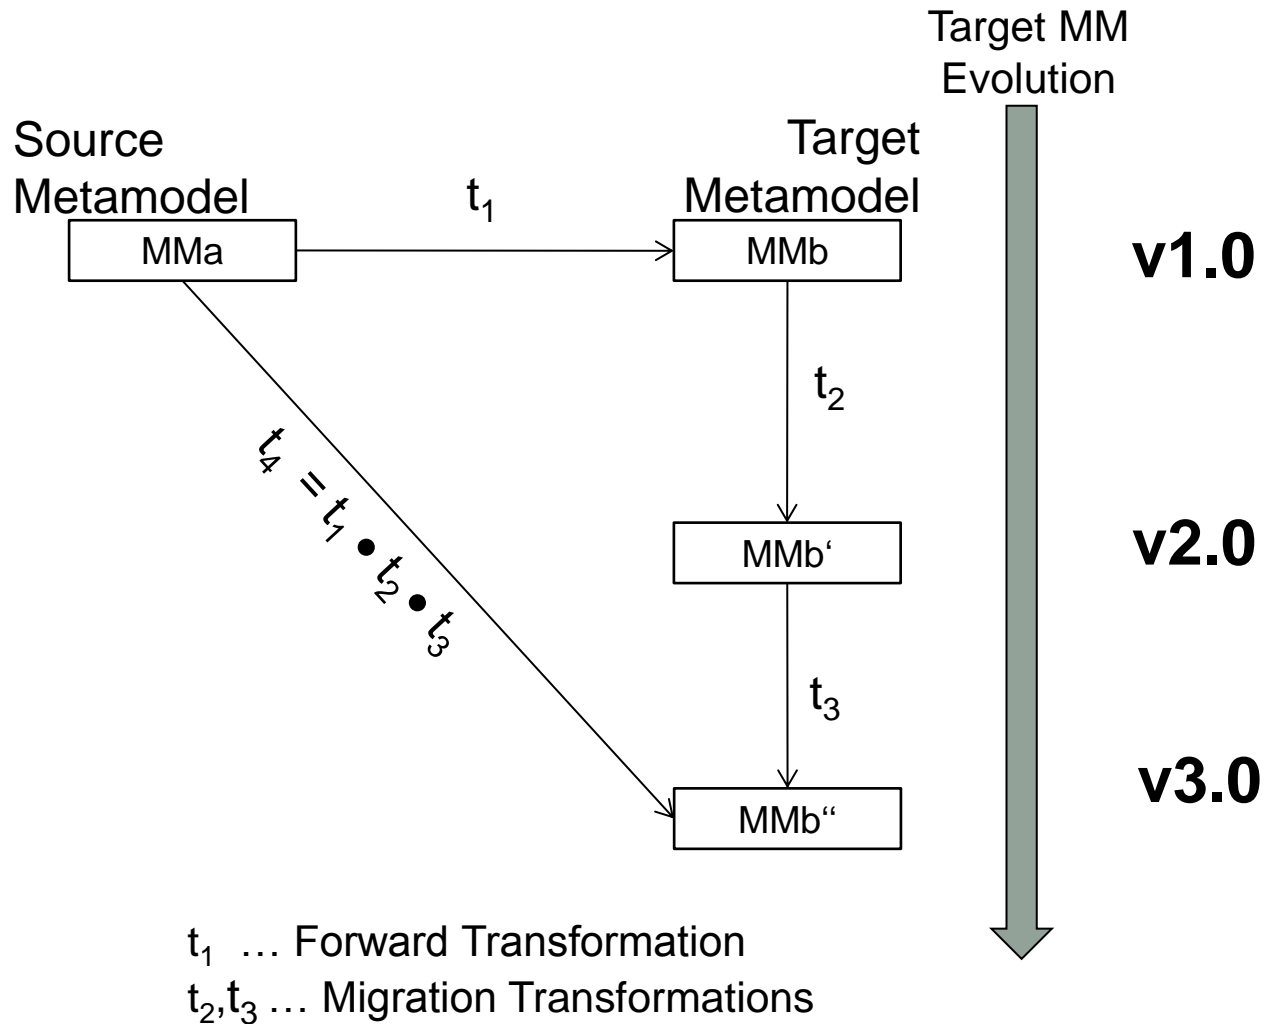 Target MM
Evolution
Source
Metamodel
t₁
Target
Metamodel
MMa
MMb
v1.0
t₂
t₄ = t₁ • t₂ • t₃
MMb‘
v2.0
t₃
v3.0
MMb“
t₁ … Forward Transformation
t₂,t₃ … Migration Transformations